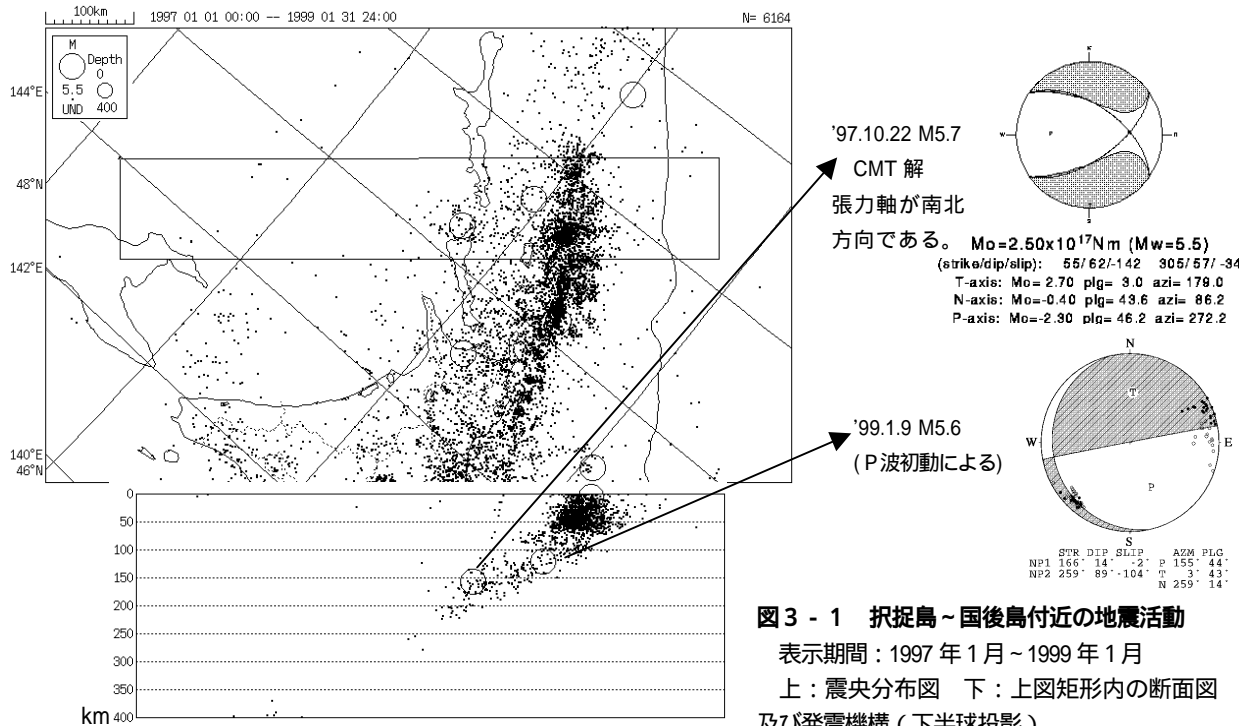 100km 1997 01 01 00:00 -- 1999 01 31 24:00 N= 6164
M
Depth
0
5.5
UND 400
144°E
48°N
142°E
140°E
46°N
0
50
100
150
200
250
300
350
km 400
'97.10.22 M5.7
CMT 解
張力軸が南北
方向である。
Mo=2.50x10¹⁷Nm (Mw=5.5)
(strike/dip/slip): 55/62/-142 305/57/-34
T-axis: Mo= 2.70 plg= 3.0 azi= 179.0
N-axis: Mo=-0.40 plg= 43.6 azi= 86.2
P-axis: Mo=-2.30 plg= 46.2 azi= 272.2
P
'99.1.9 M5.6
(P波初動による)
N
T
W
E
P
S
STR DIP SLIP AZM PLG
NP1 166° 14° -2° P 155° 44°
NP2 259° 89° -104° T 3° 43°
N 259° 14°
図3 - 1 択捉島~国後島付近の地震活動
表示期間:1997年1月~1999年1月
上:震央分布図 下:上図矩形内の断面図
及び発震機構(下半球投影)